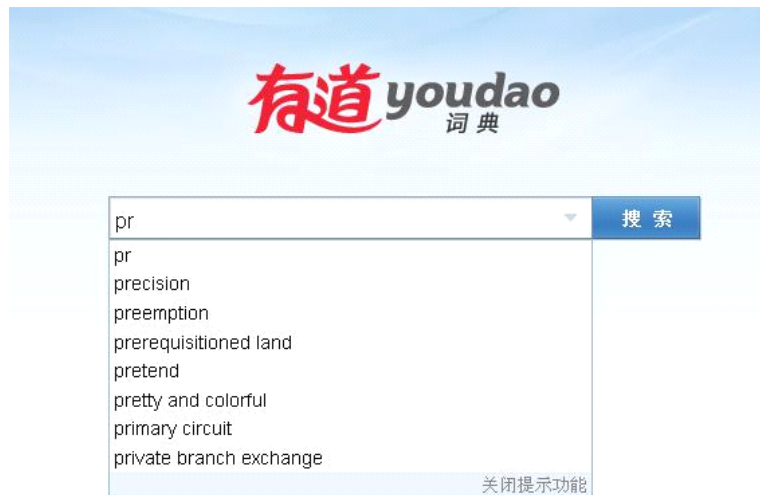 有道 youdao
词典
pr
搜 索
pr
precision
preemption
prerequisitioned land
pretend
pretty and colorful
primary circuit
private branch exchange
关闭提示功能